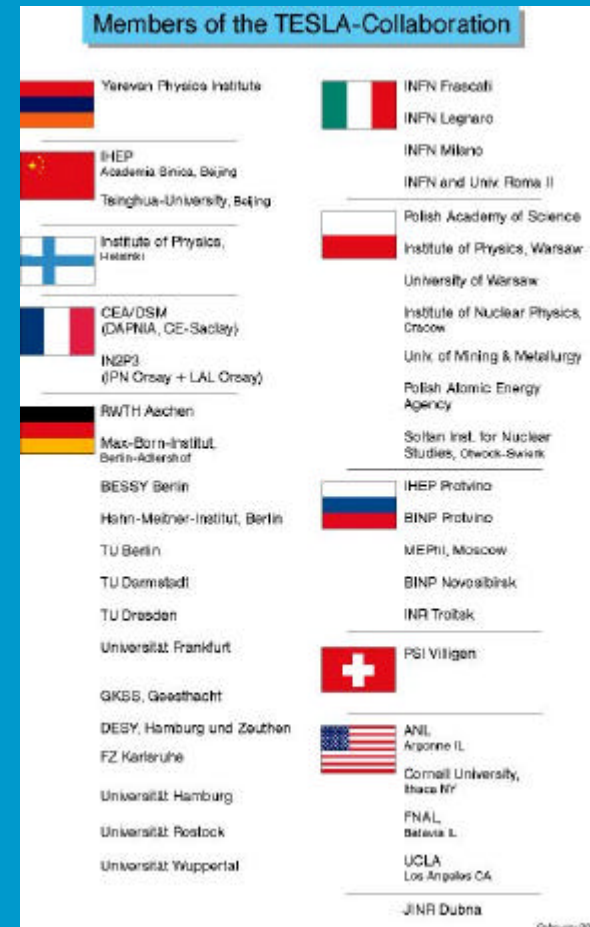 Members of the TESLA-Collaboration
Yerevan Physics Institute
IHEP
Academia Sinica, Beijing
Tsinghua-University, Beijing
Institute of Physics,
Helsinki
CEA/DSM
(DAPNIA, CE-Saclay)
IN2P3
(IPN Orsay + LAL Orsay)
RWTH Aachen
Max-Born-Institut,
Berlin-Adlershof
BESSY Berlin
Hahn-Meitner-Institut, Berlin
TU Berlin
TU Darmstadt
TU Dresden
Universität Frankfurt
GKSS, Geesthacht
DESY, Hamburg und Zeuthen
FZ Karlsruhe
Universität Hamburg
Universität Rostock
Universität Wuppertal
INFN Frascati
INFN Legnaro
INFN Milano
INFN and Univ. Roma II
Polish Academy of Science
Institute of Physics, Warsaw
University of Warsaw
Institute of Nuclear Physics,
Cracow
Univ. of Mining & Metallurgy
Polish Atomic Energy
Agency
Soltan Inst. for Nuclear
Studies, Otwock-Swierk
IHEP Protvino
BINP Protvino
MEPhI, Moscow
BINP Novosibirsk
INR Troitsk
PSI Villigen
ANL
Argonne IL
Cornell University,
Ithaca NY
FNAL,
Batavia IL
UCLA
Los Angeles CA
JINR Dubna